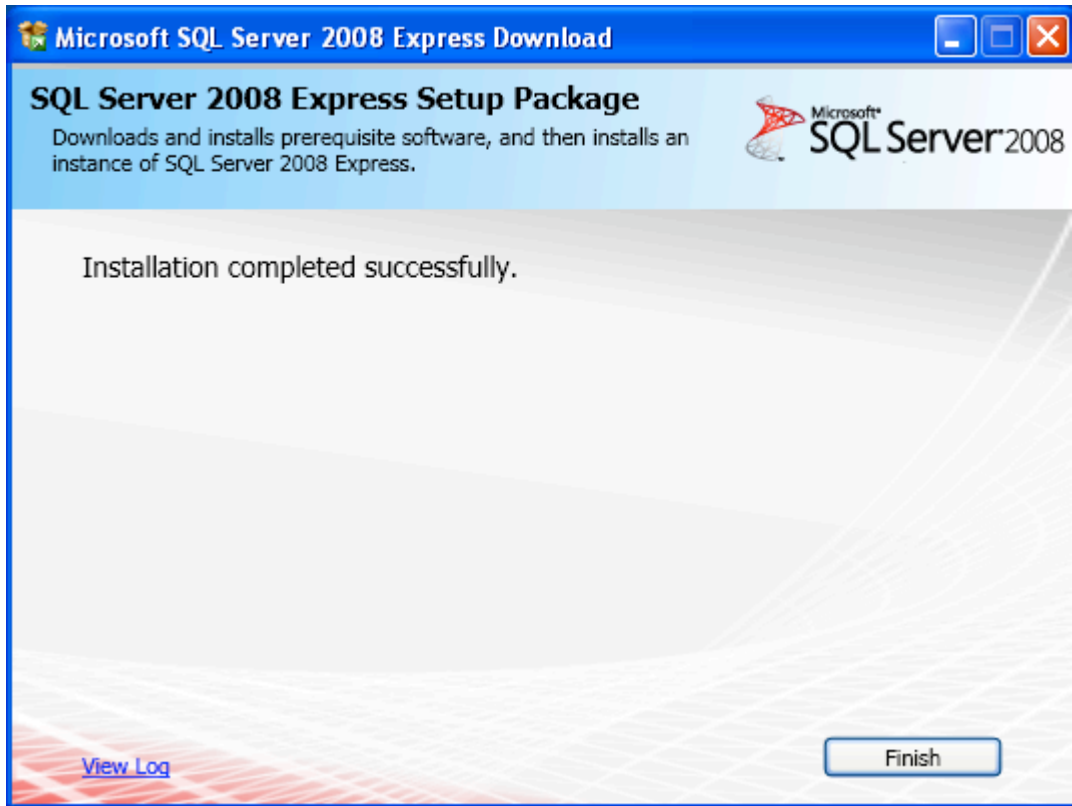 Microsoft SQL Server 2008 Express Download
SQL Server 2008 Express Setup Package
Downloads and installs prerequisite software, and then installs an
instance of SQL Server 2008 Express.
Microsoft®
SQL Server®2008
Installation completed successfully.
View Log
Finish